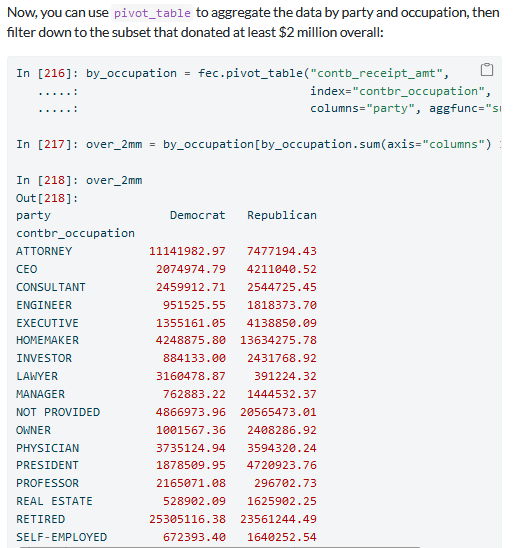 Now, you can use pivot_table to aggregate the data by party and occupation, then
filter down to the subset that donated at least $2 million overall:
In [216]: by_occupation = fec.pivot_table("contb_receipt_amt",
.....: index="contbr_occupation",
.....: columns="party", aggfunc="su
In [217]: over_2mm = by_occupation[by_occupation.sum(axis="columns")
In [218]: over_2mm
Out[218]:
party Democrat Republican
contbr_occupation
ATTORNEY 11141982.97 7477194.43
CEO 2074974.79 4211040.52
CONSULTANT 2459912.71 2544725.45
ENGINEER 951525.55 1818373.70
EXECUTIVE 1355161.05 4138850.09
HOMEMAKER 4248875.80 13634275.78
INVESTOR 884133.00 2431768.92
LAWYER 3160478.87 391224.32
MANAGER 762883.22 1444532.37
NOT PROVIDED 4866973.96 20565473.01
OWNER 1001567.36 2408286.92
PHYSICIAN 3735124.94 3594320.24
PRESIDENT 1878509.95 4720923.76
PROFESSOR 2165071.08 296702.73
REAL ESTATE 528902.09 1625902.25
RETIRED 25305116.38 23561244.49
SELF-EMPLOYED 672393.40 1640252.54